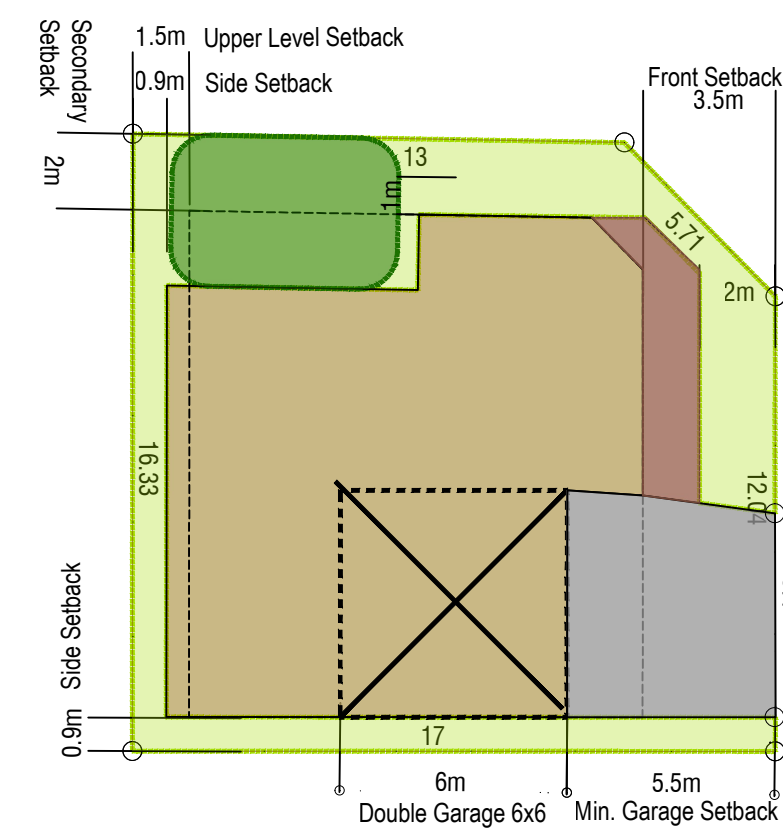 Secondary
Setback
1.5m Upper Level Setback
0.9m Side Setback
Front Setback
3.5m
2m
13
1m
5.71
2m
16.33
12.04
Side Setback
0.9m
17
6m
5.5m
Double Garage 6x6
Min. Garage Setback